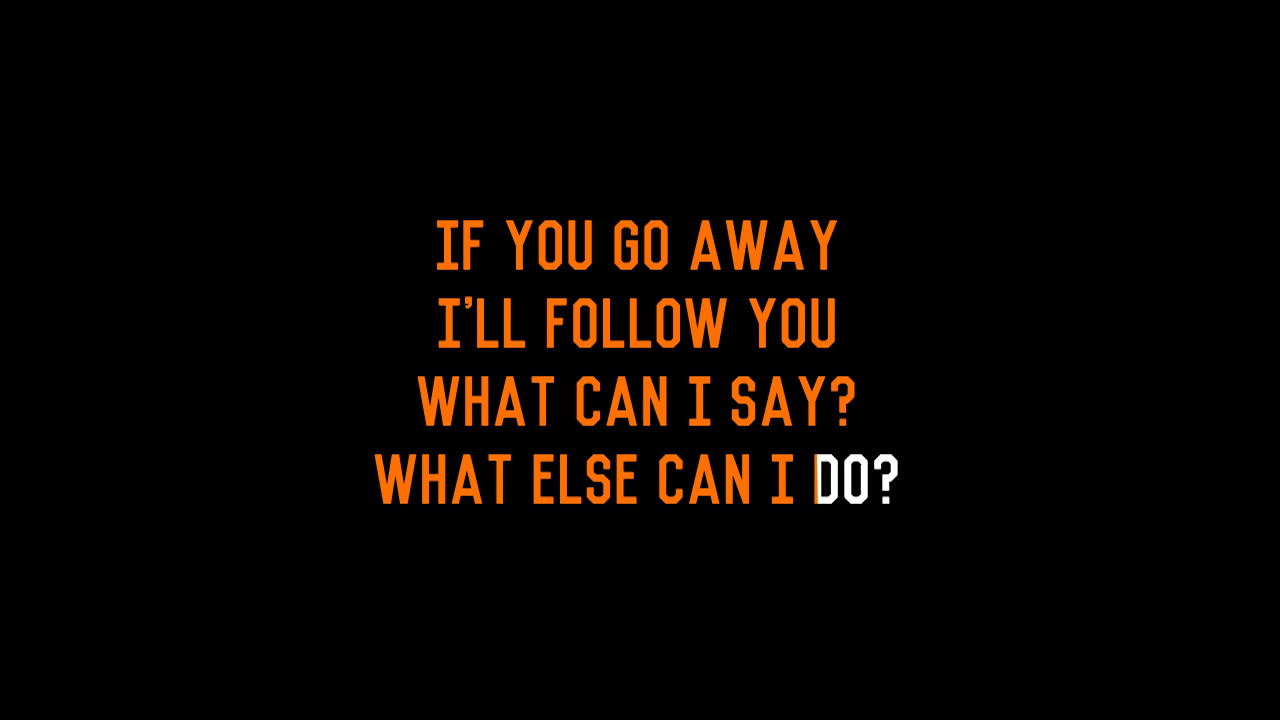 IF YOU GO AWAY
I'LL FOLLOW YOU
WHAT CAN I SAY?
WHAT ELSE CAN I DO?